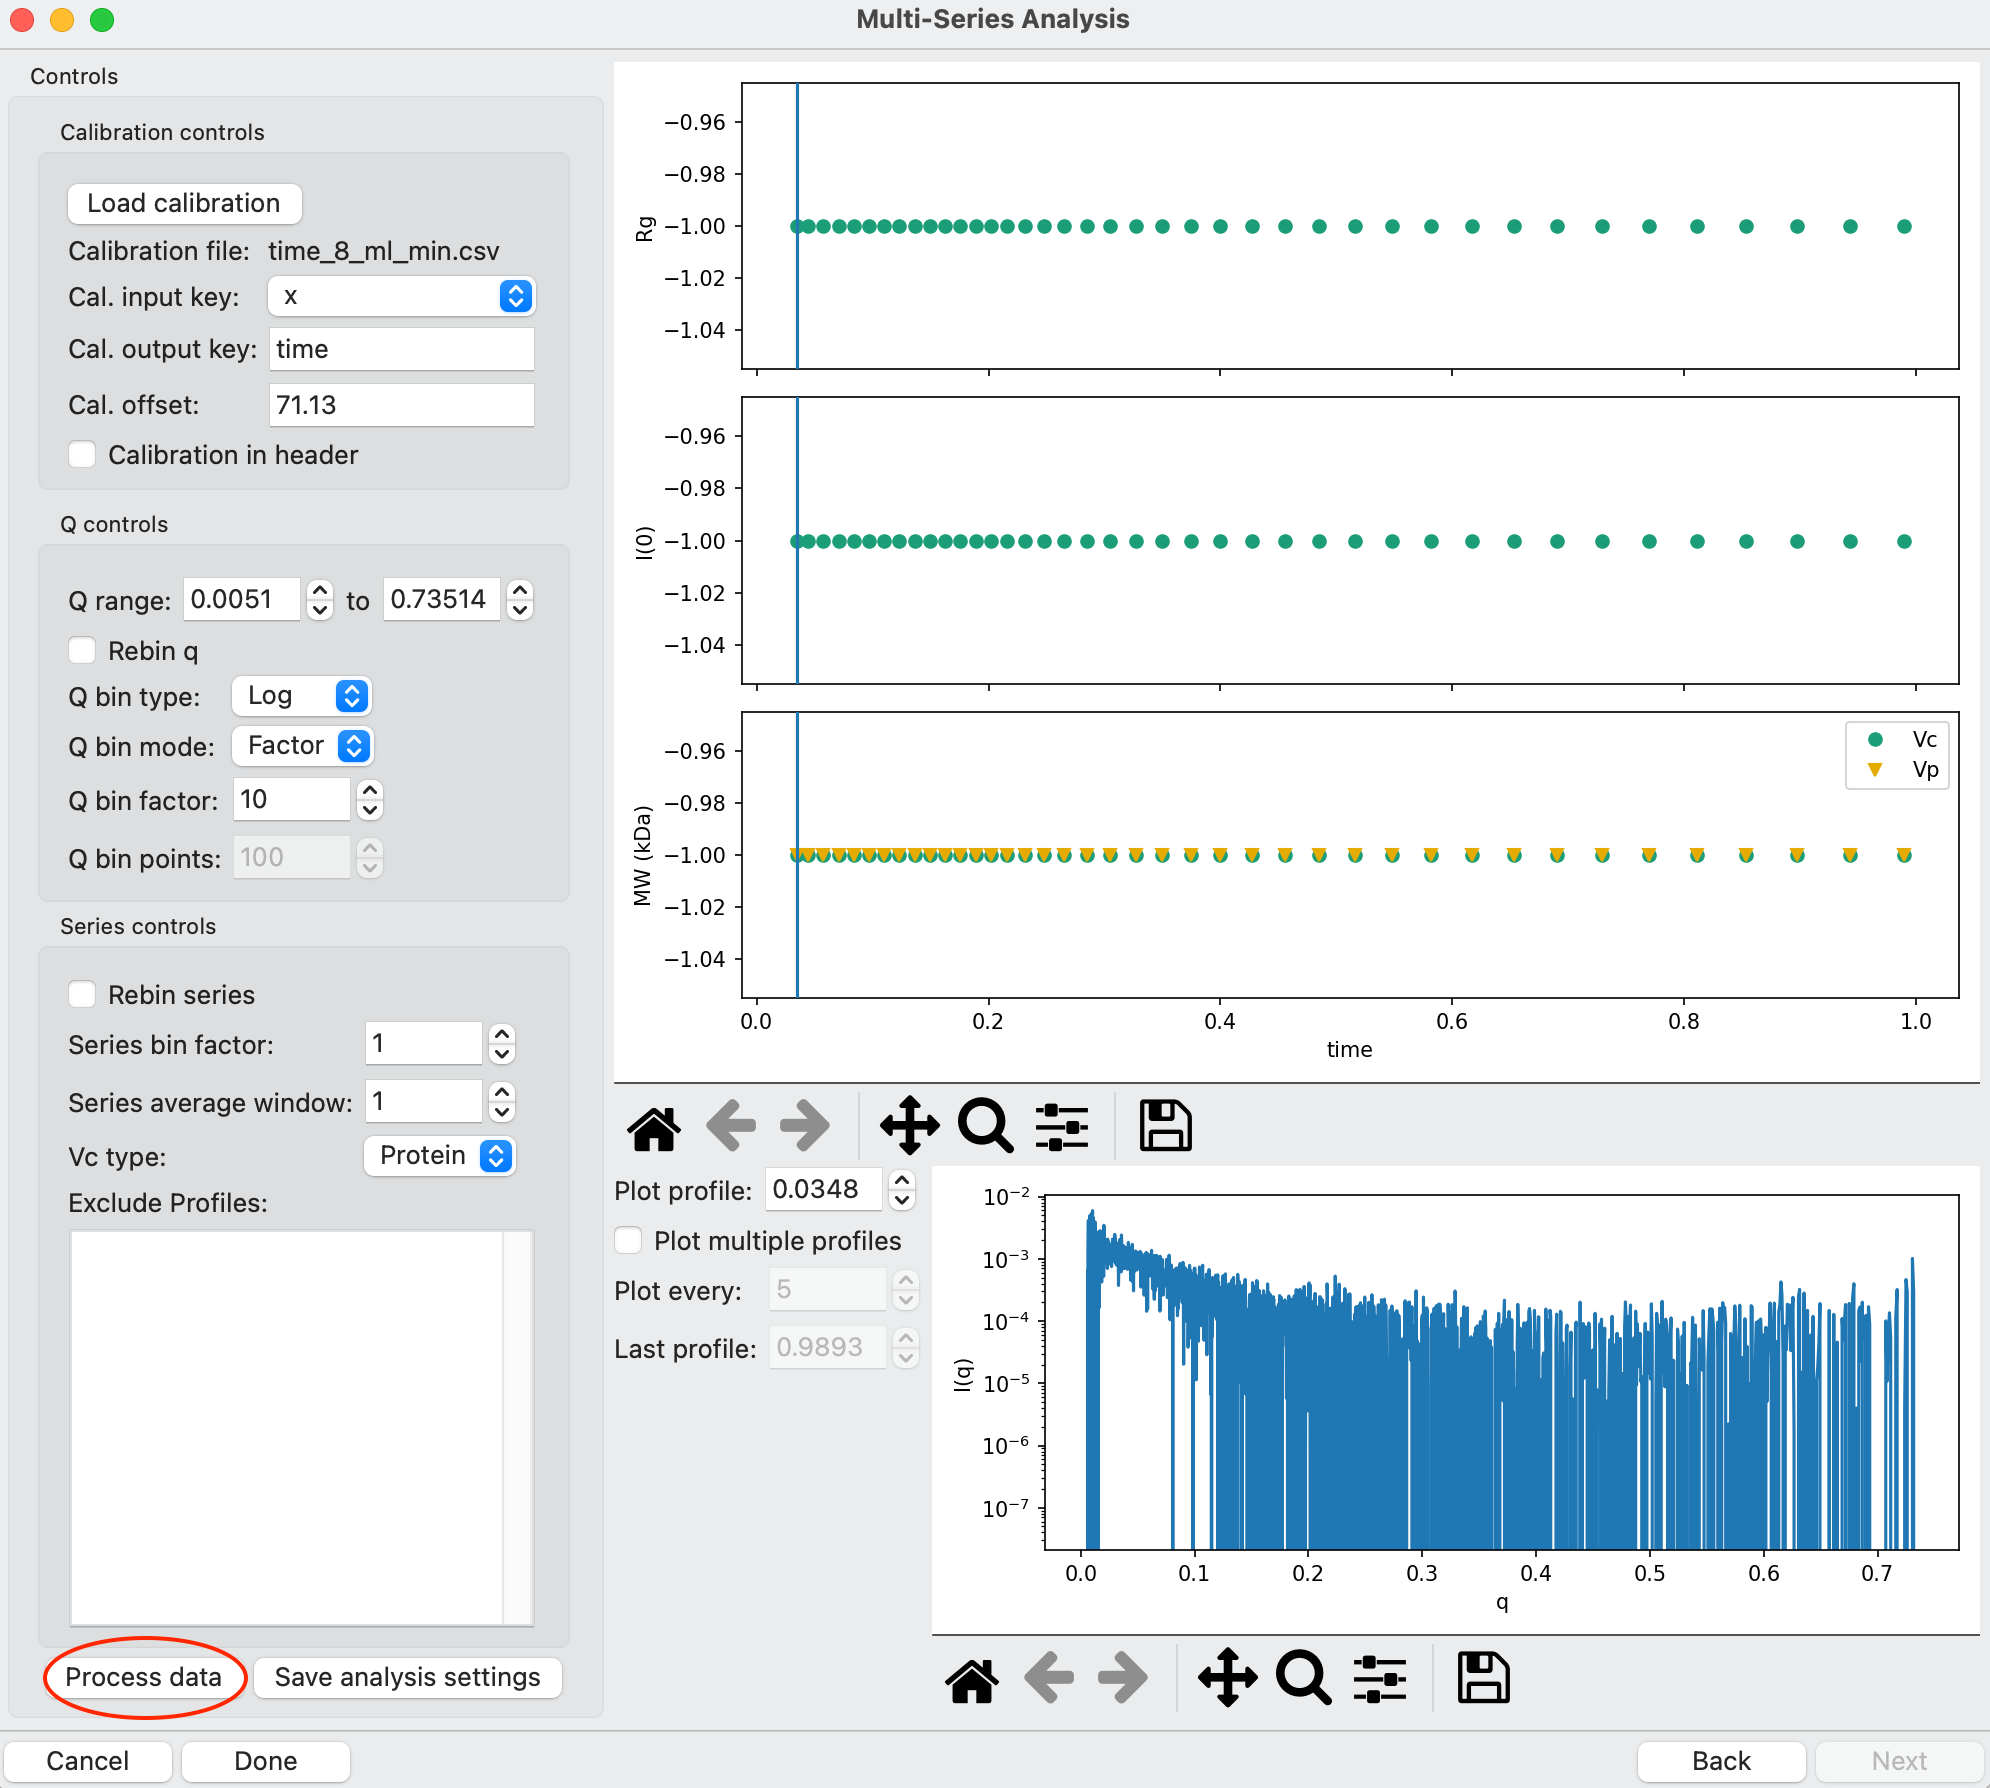 Multi-Series Analysis
Controls
Calibration controls
Load calibration
Calibration file: time_8_ml_min.csv
Cal. input key: x
Cal. output key: time
Cal. offset: 71.13
Calibration in header
Q controls
Q range: 0.0051 to 0.73514
Rebin q
Q bin type: Log
Q bin mode: Factor
Q bin factor: 10
Q bin points: 100
Series controls
Rebin series
Series bin factor: 1
Series average window: 1
Vc type: Protein
Exclude Profiles:
Process data Save analysis settings
Rg
−0.96
−0.98
−1.00
−1.02
−1.04
I(0)
−0.96
−0.98
−1.00
−1.02
−1.04
MW (kDa)
−0.96
−0.98
−1.00
−1.02
−1.04
Vc
Vp
0.0 0.2 0.4 0.6 0.8 1.0
time
Plot profile: 0.0348
Plot multiple profiles
Plot every: 5
Last profile: 0.9893
I(q)
10⁻²
10⁻³
10⁻⁴
10⁻⁵
10⁻⁶
10⁻⁷
0.0 0.1 0.2 0.3 0.4 0.5 0.6 0.7
q
Cancel Done Back Next